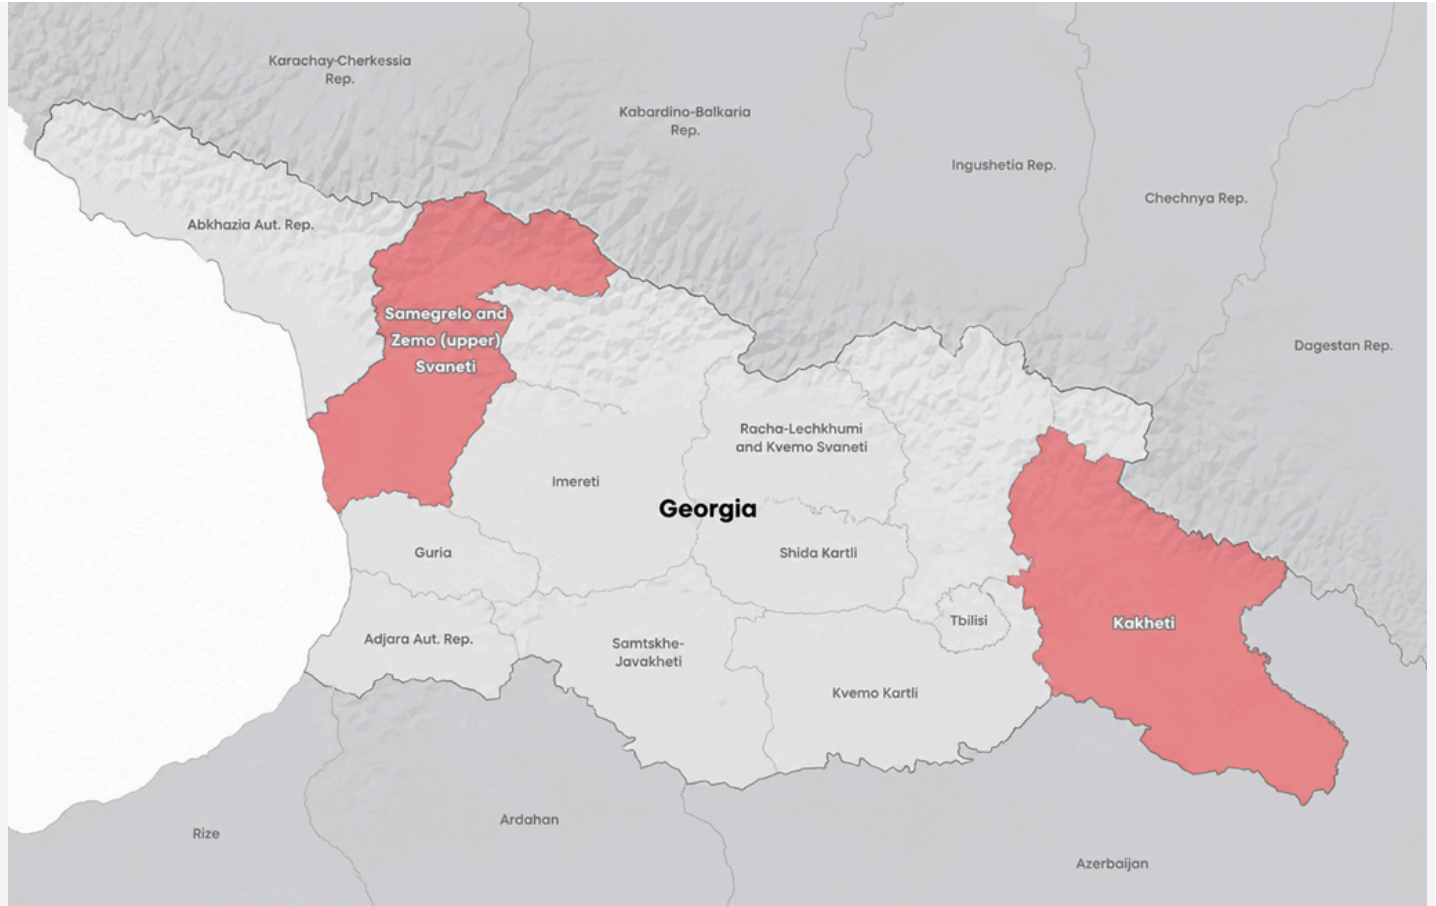 Karachay-Cherkessia
Rep.
Kabardino-Balkaria
Rep.
Ingushetia Rep.
Chechnya Rep.
Abkhazia Aut. Rep.
Samegrelo and
Zemo (upper)
Svaneti
Dagestan Rep.
Racha-Lechkhumi
and Kvemo Svaneti
Imereti
Georgia
Guria
Shida Kartli
Tbilisi
Kakheti
Adjara Aut. Rep.
Samtskhe-
Javakheti
Kvemo Kartli
Ardahan
Rize
Azerbaijan